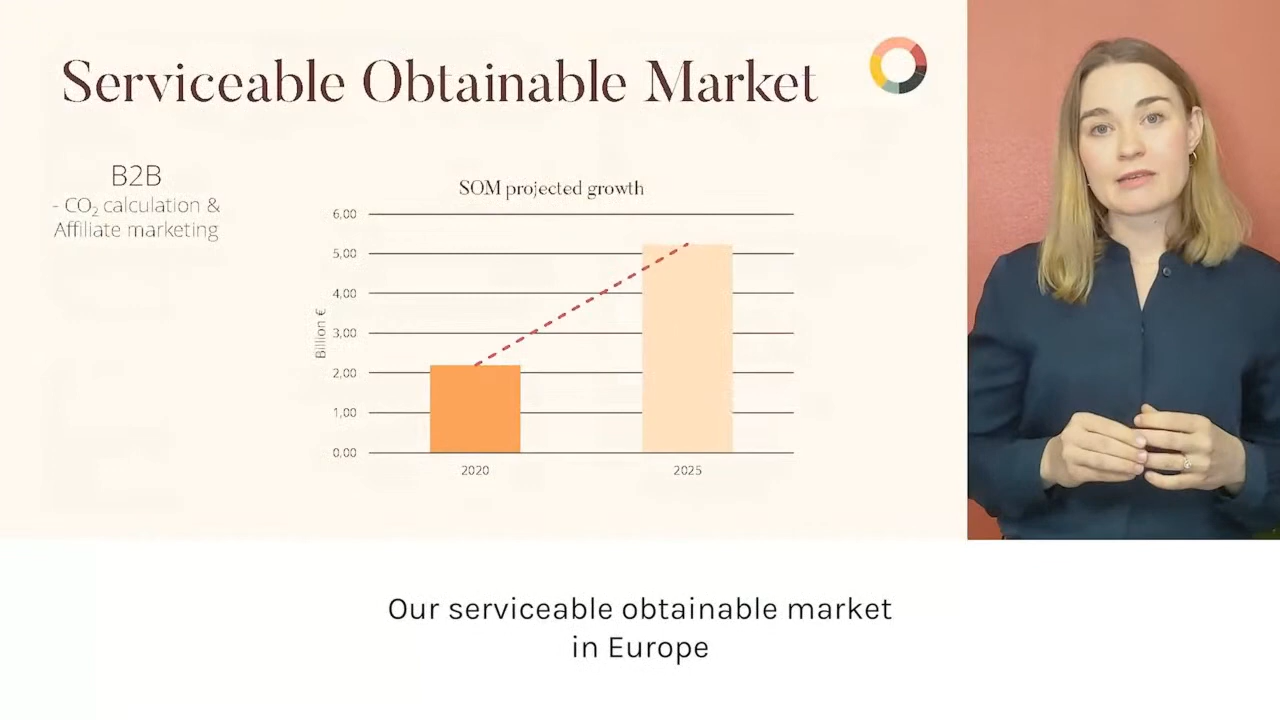 Serviceable Obtainable Market
B2B
- CO₂ calculation &
Affiliate marketing
SOM projected growth
6,00
5,00
4,00
3,00
2,00
1,00
0,00
Billion €
2020
2025
Our serviceable obtainable market
in Europe